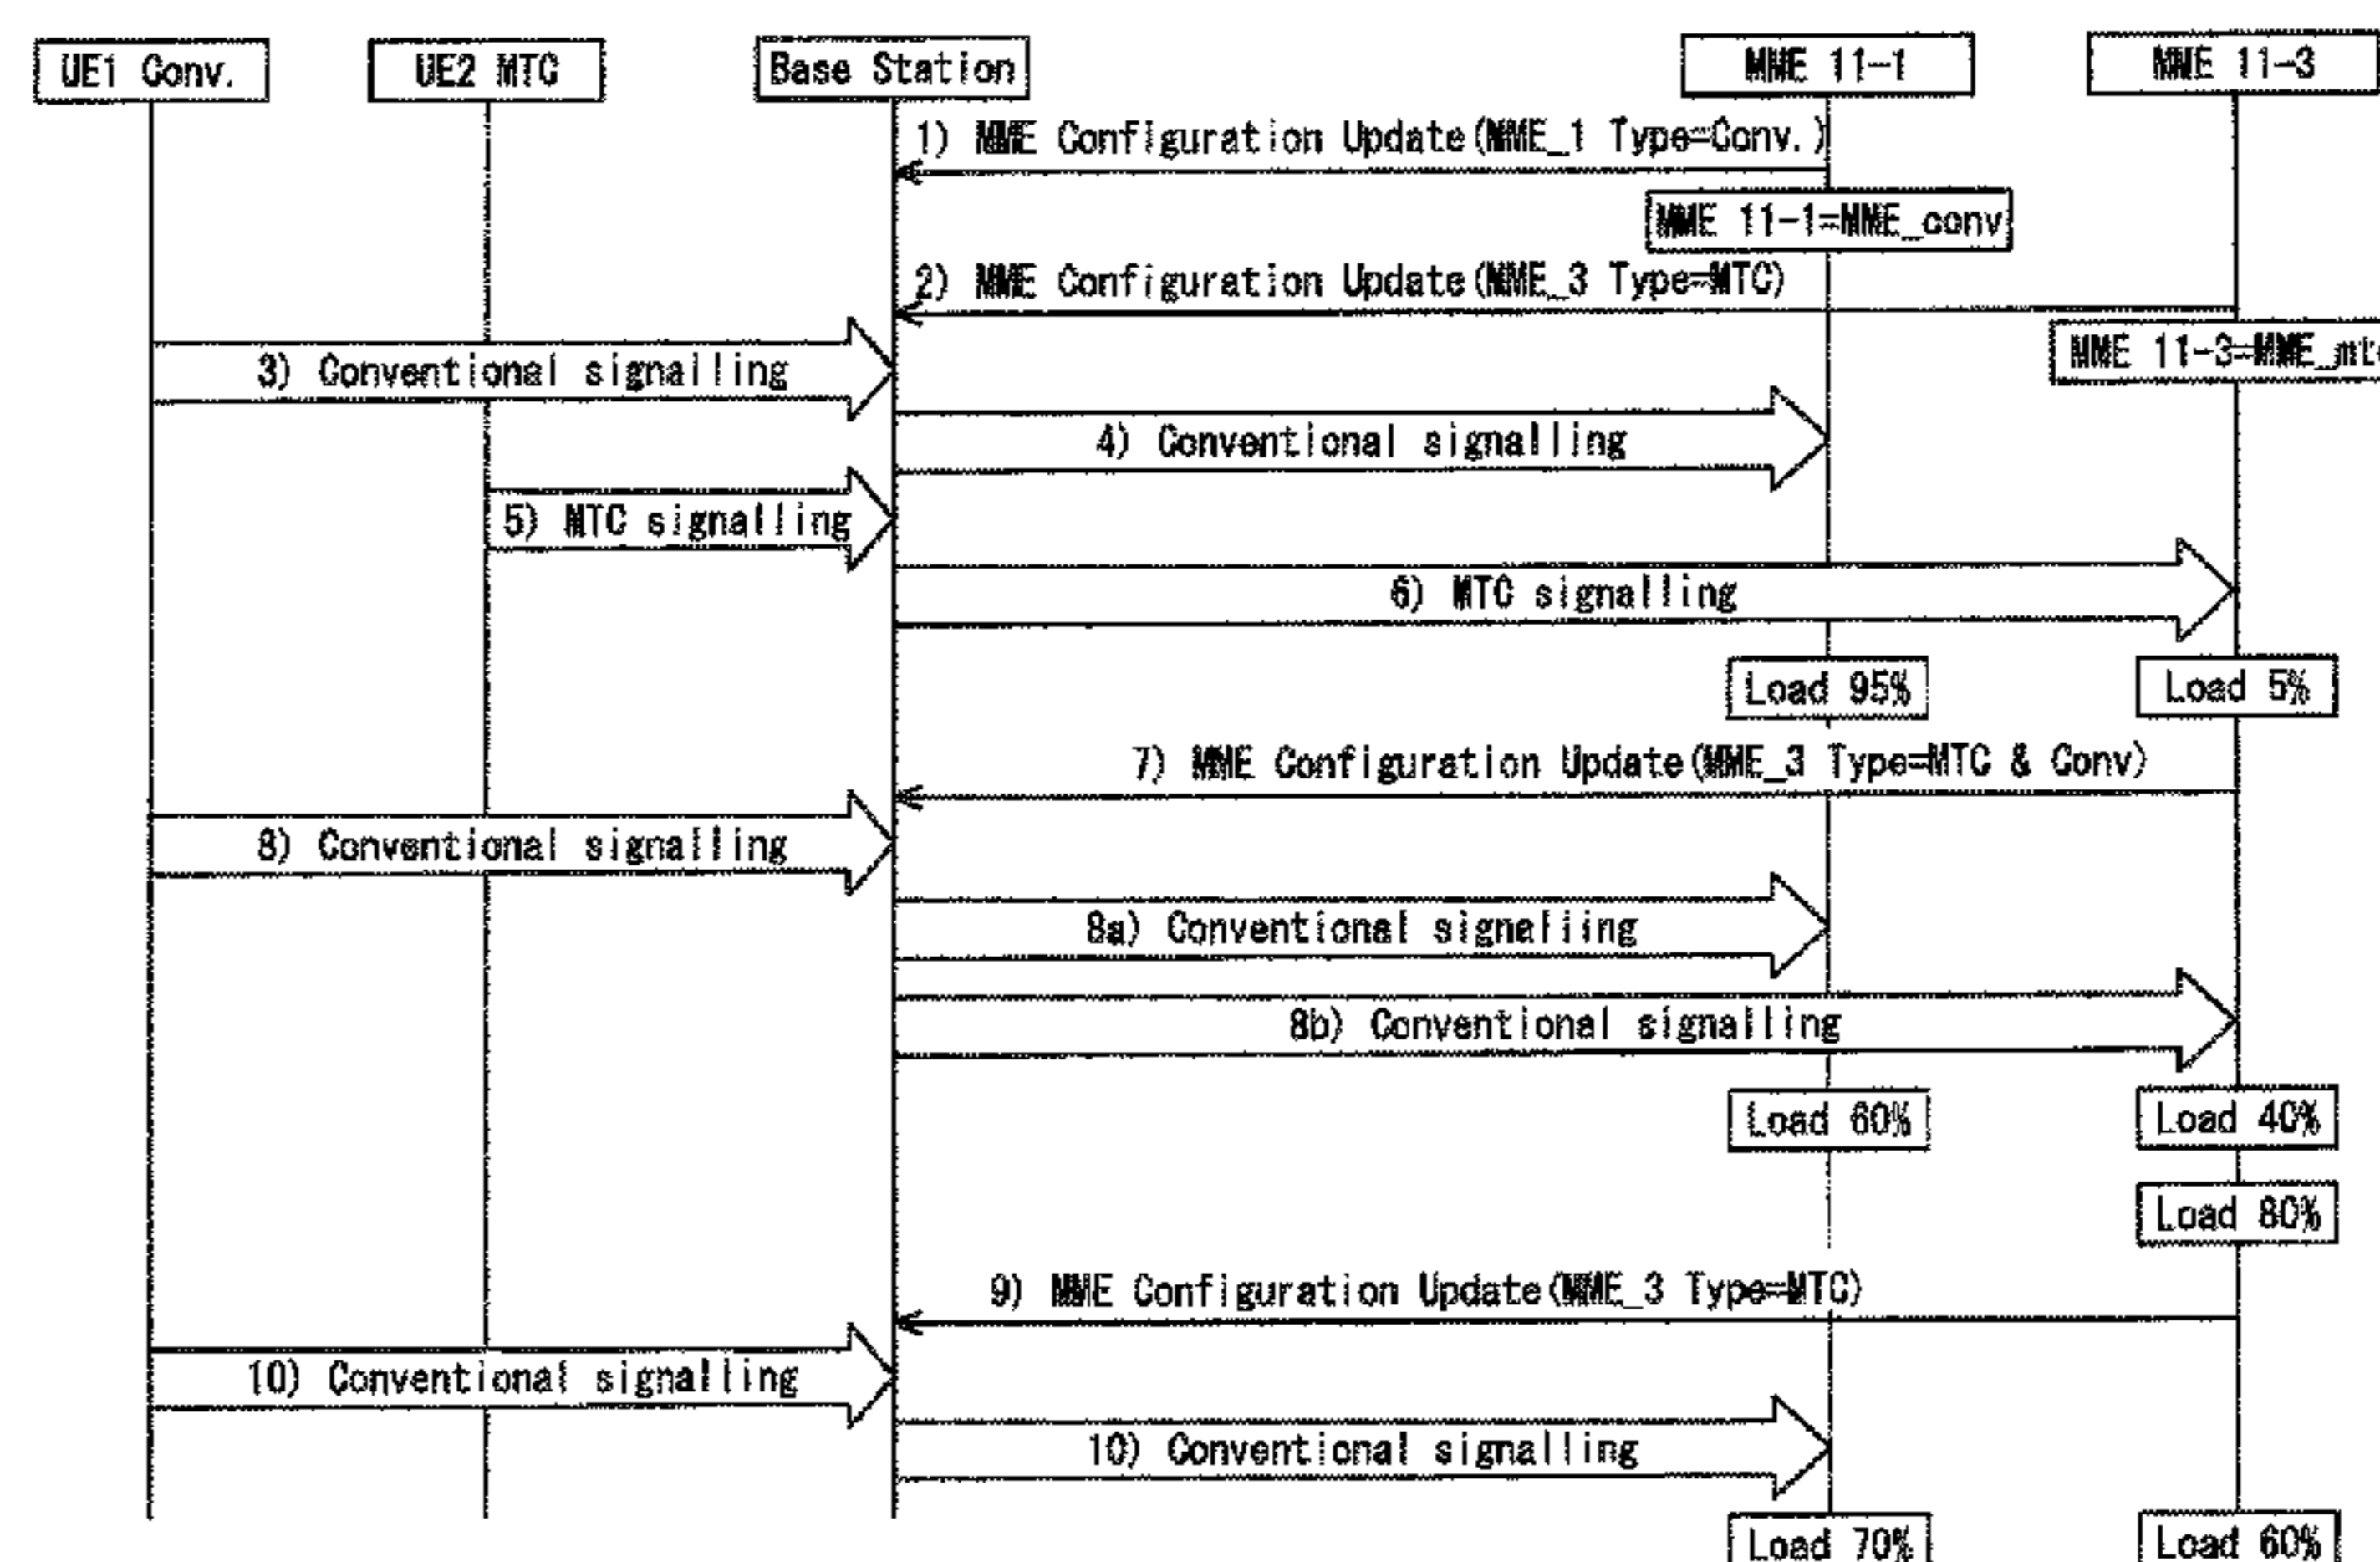 UE1 Conv.
UE2 MTC
Base Station
MME 11-1
MME 11-3
1) MME Configuration Update(MME_1 Type=Conv.)
MME 11-1=MME_conv
2) MME Configuration Update(MME_3 Type=MTC)
MME 11-3=MME_mtc
3) Conventional signalling
4) Conventional signalling
5) MTC signalling
6) MTC signalling
Load 95%
Load 5%
7) MME Configuration Update(MME_3 Type=MTC & Conv)
8) Conventional signalling
8a) Conventional signalling
8b) Conventional signalling
Load 60%
Load 40%
Load 80%
9) MME Configuration Update(MME_3 Type=MTC)
10) Conventional signalling
10) Conventional signalling
Load 70%
Load 60%